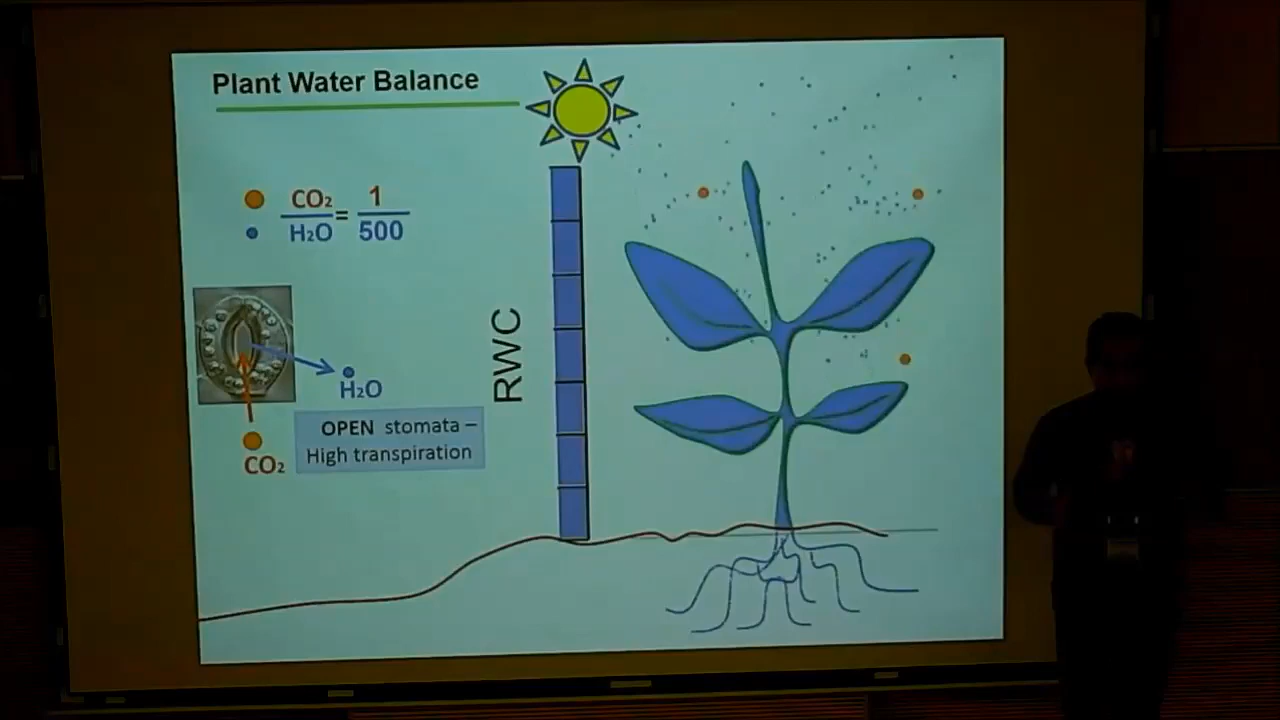 Plant Water Balance
CO₂
H₂O
=
1
500
RWC
H₂O
OPEN stomata –
High transpiration
CO₂